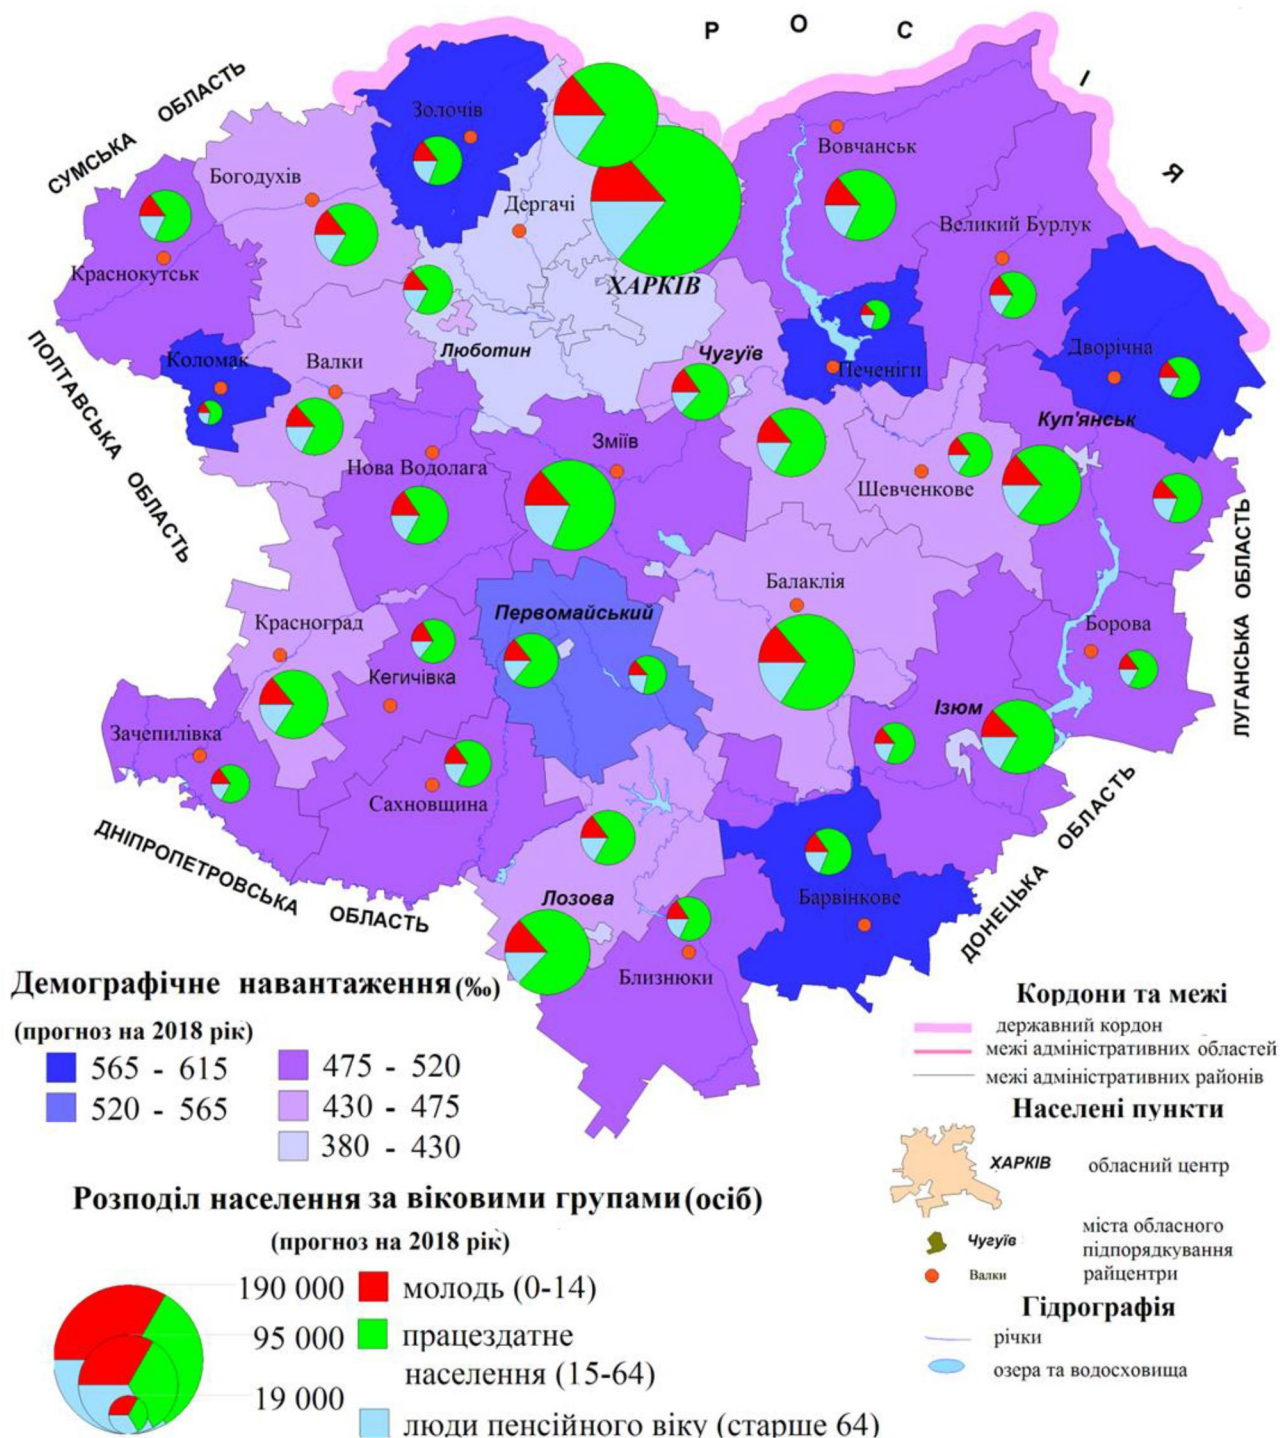 Р О С І Я
СУМСЬКА ОБЛАСТЬ
Золочів
Вовчанськ
Богодухів
Дергачі
Великий Бурлук
Краснокутськ
ХАРКІВ
ПОЛТАВСЬКА ОБЛАСТЬ
Коломак
Валки
Люботин
Чугуїв
Печеніги
Дворічна
Куп'янськ
Зміїв
Нова Водолага
Шевченкове
ЛУГАНСЬКА ОБЛАСТЬ
Балаклія
Первомайський
Красноград
Борова
Кегичівка
Ізюм
Зачепилівка
Сахновщина
ДНІПРОПЕТРОВСЬКА ОБЛАСТЬ
Лозова
Барвінкове
ДОНЕЦЬКА ОБЛАСТЬ
Близнюки
Демографічне навантаження (‰)
(прогноз на 2018 рік)
565 - 615
520 - 565
475 - 520
430 - 475
380 - 430
Розподіл населення за віковими групами (осіб)
(прогноз на 2018 рік)
190 000
95 000
19 000
молодь (0-14)
працездатне
населення (15-64)
люди пенсійного віку (старше 64)
Кордони та межі
державний кордон
межі адміністративних областей
межі адміністративних районів
Населені пункти
ХАРКІВ обласний центр
Чугуїв міста обласного
підпорядкування
Валки райцентри
Гідрографія
річки
озера та водосховища